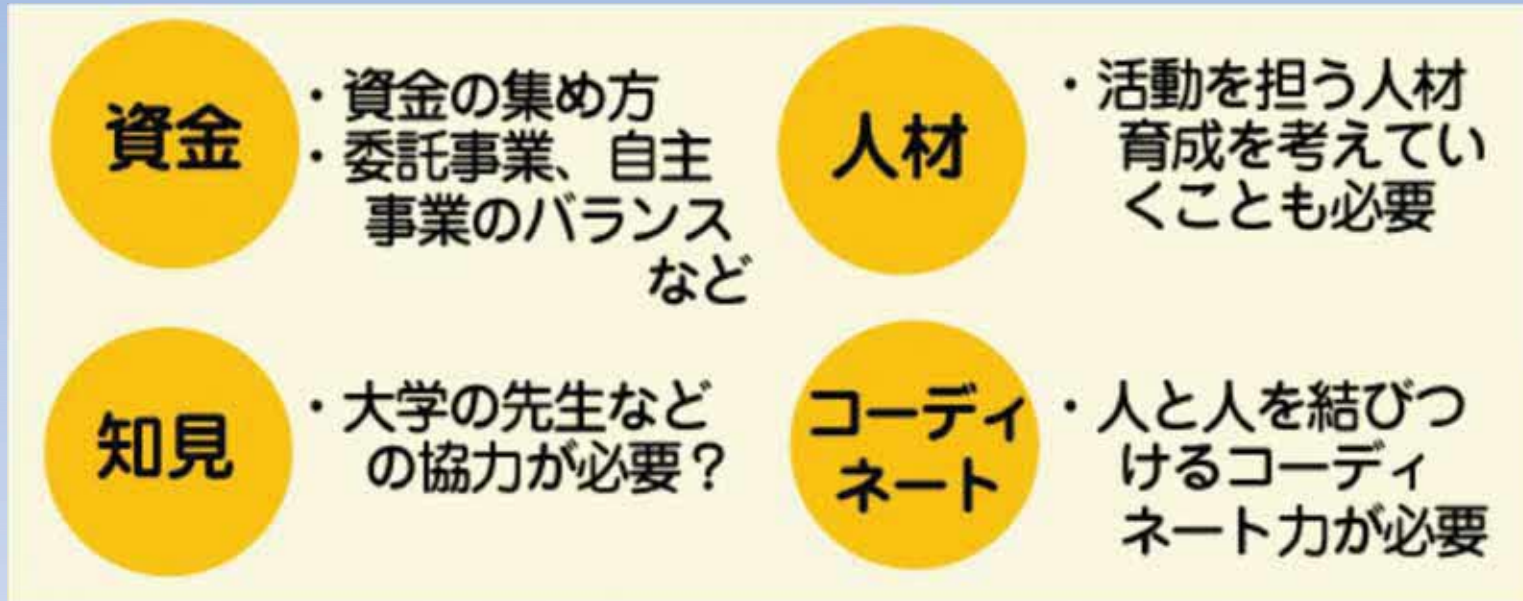 資金
・資金の集め方
・委託事業、自主
事業のバランス
など
人材
・活動を担う人材
育成を考えてい
くことも必要
知見
・大学の先生など
の協力が必要？
コーディ
ネート
・人と人を結びつ
けるコーディ
ネート力が必要